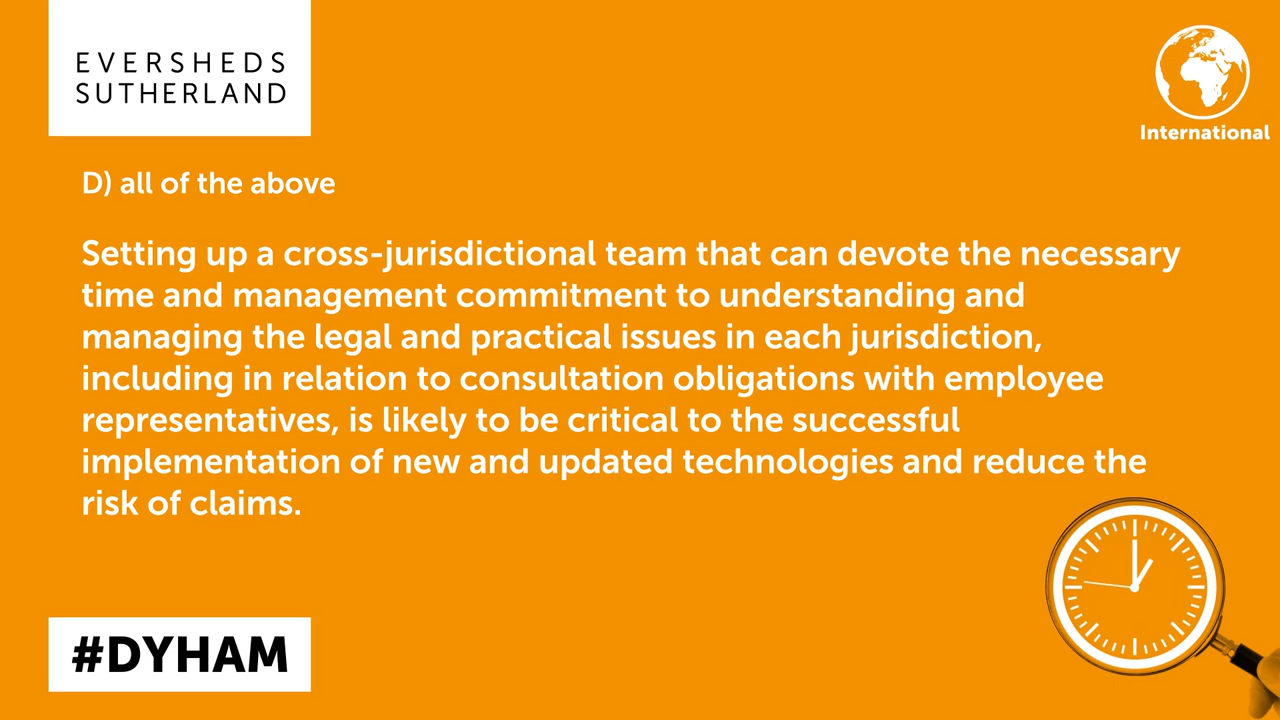 EVERSHEDS
SUTHERLAND
International
D) all of the above
Setting up a cross-jurisdictional team that can devote the necessary
time and management commitment to understanding and
managing the legal and practical issues in each jurisdiction,
including in relation to consultation obligations with employee
representatives, is likely to be critical to the successful
implementation of new and updated technologies and reduce the
risk of claims.
#DYHAM